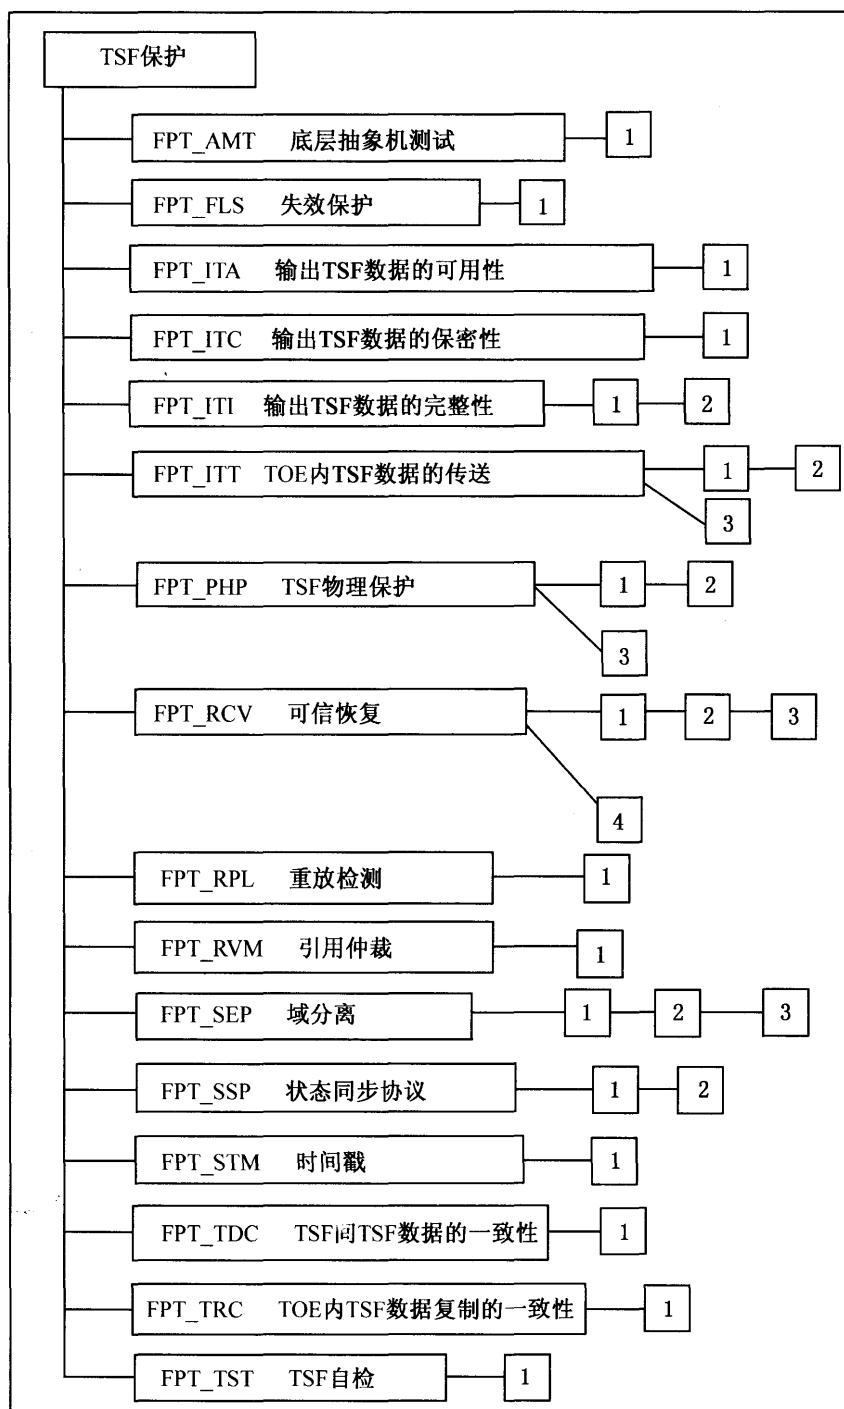 TSF保护
FPT_AMT 底层抽象机测试 1
FPT_FLS 失效保护 1
FPT_ITA 输出TSF数据的可用性 1
FPT_ITC 输出TSF数据的保密性 1
FPT_ITI 输出TSF数据的完整性 1 2
FPT_ITT TOE内TSF数据的传送 1 2
3
FPT_PHP TSF物理保护 1 2
3
FPT_RCV 可信恢复 1 2 3
4
FPT_RPL 重放检测 1
FPT_RVM 引用仲裁 1
FPT_SEP 域分离 1 2 3
FPT_SSP 状态同步协议 1 2
FPT_STM 时间戳 1
FPT_TDC TSF间TSF数据的一致性 1
FPT_TRC TOE内TSF数据复制的一致性 1
FPT_TST TSF自检 1